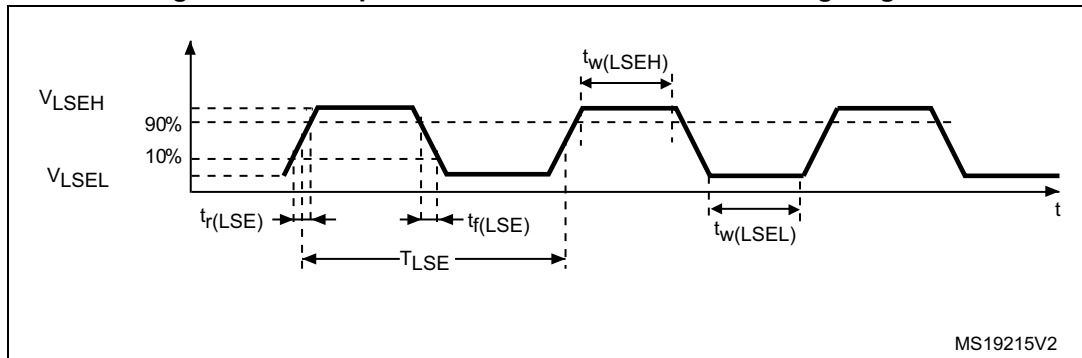 tw(LSEH)
VLSEH
90%
10%
VLSEL
tr(LSE)
tf(LSE)
t
tw(LSEL)
TLSE
MS19215V2